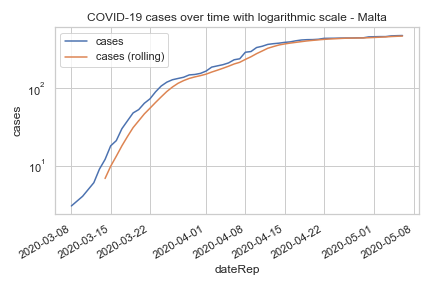 COVID-19 cases over time with logarithmic scale - Malta
cases
cases (rolling)
10²
10¹
cases
2020-03-08
2020-03-15
2020-03-22
2020-04-01
2020-04-08
2020-04-15
2020-04-22
2020-05-01
2020-05-08
dateRep